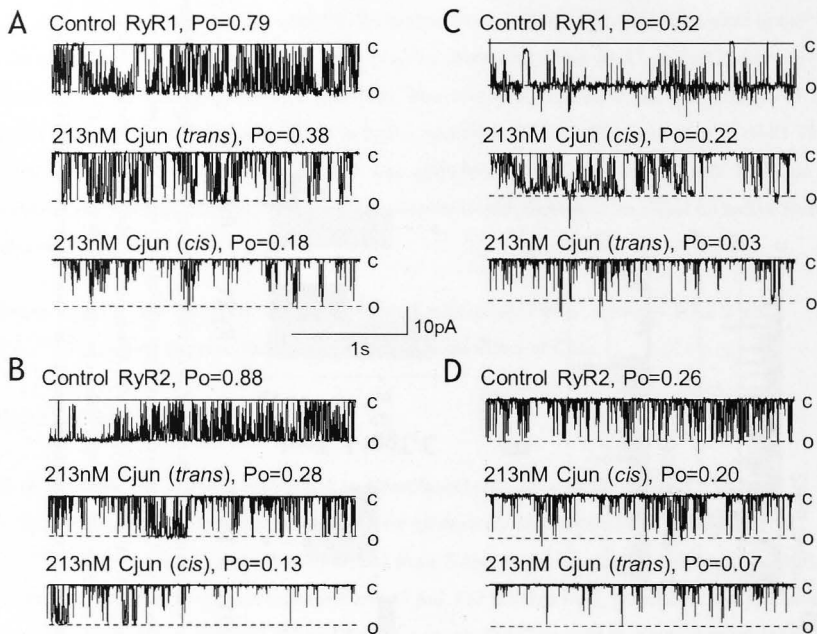 A
Control RyR1, Po=0.79
C
O
213nM Cjun (trans), Po=0.38
C
O
213nM Cjun (cis), Po=0.18
C
O
10pA
1s
B
Control RyR2, Po=0.88
C
O
213nM Cjun (trans), Po=0.28
C
O
213nM Cjun (cis), Po=0.13
C
O
C
Control RyR1, Po=0.52
C
O
213nM Cjun (cis), Po=0.22
C
O
213nM Cjun (trans), Po=0.03
C
O
D
Control RyR2, Po=0.26
C
O
213nM Cjun (cis), Po=0.20
C
O
213nM Cjun (trans), Po=0.07
C
O